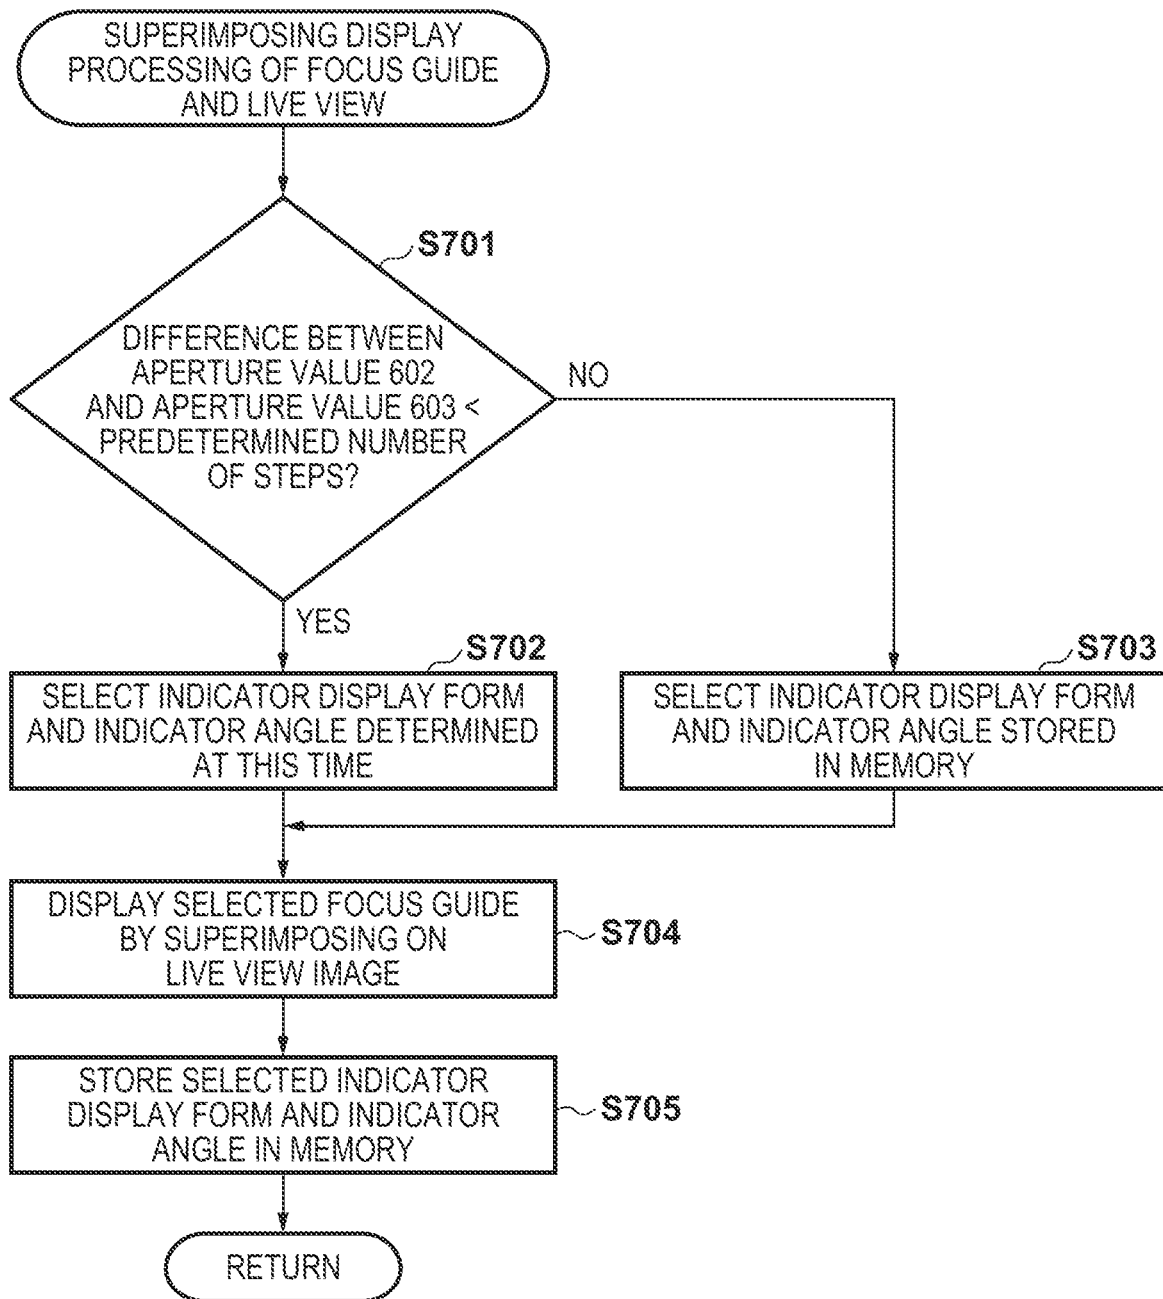 SUPERIMPOSING DISPLAY
PROCESSING OF FOCUS GUIDE
AND LIVE VIEW
S701
DIFFERENCE BETWEEN
APERTURE VALUE 602
AND APERTURE VALUE 603 <
PREDETERMINED NUMBER
OF STEPS?
NO
YES
S702
SELECT INDICATOR DISPLAY FORM
AND INDICATOR ANGLE DETERMINED
AT THIS TIME
S703
SELECT INDICATOR DISPLAY FORM
AND INDICATOR ANGLE STORED
IN MEMORY
DISPLAY SELECTED FOCUS GUIDE
BY SUPERIMPOSING ON
LIVE VIEW IMAGE
S704
STORE SELECTED INDICATOR
DISPLAY FORM AND INDICATOR
ANGLE IN MEMORY
S705
RETURN